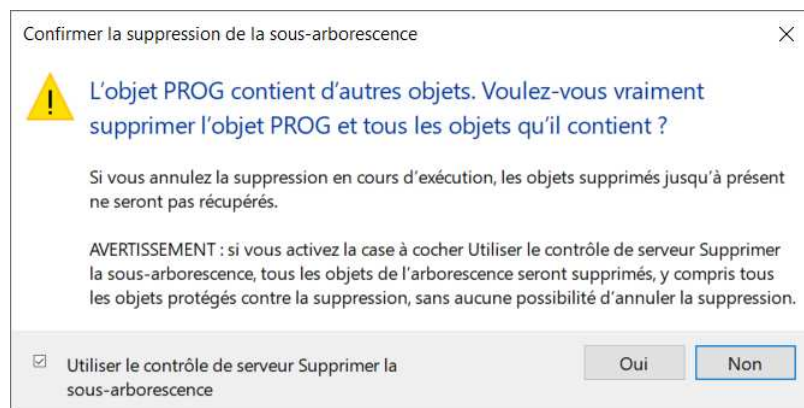 Confirmer la suppression de la sous-arborescence
L'objet PROG contient d'autres objets. Voulez-vous vraiment
supprimer l'objet PROG et tous les objets qu'il contient ?
Si vous annulez la suppression en cours d'exécution, les objets supprimés jusqu'à présent
ne seront pas récupérés.
AVERTISSEMENT : si vous activez la case à cocher Utiliser le contrôle de serveur Supprimer
la sous-arborescence, tous les objets de l'arborescence seront supprimés, y compris tous
les objets protégés contre la suppression, sans aucune possibilité d'annuler la suppression.
Utiliser le contrôle de serveur Supprimer la
sous-arborescence
Oui
Non